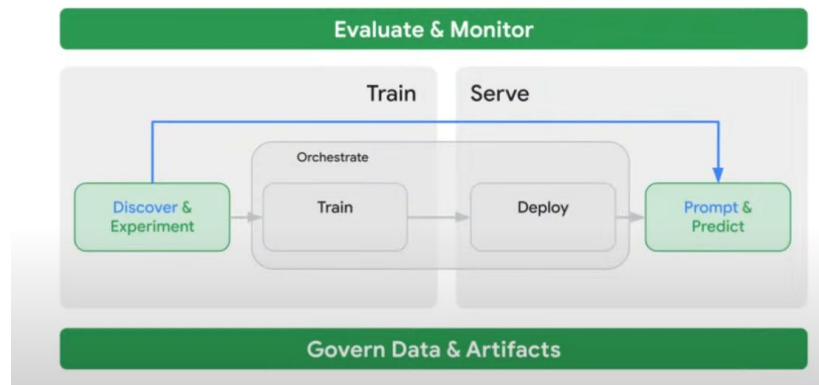 Evaluate & Monitor
Train
Serve
Orchestrate
Discover &
Experiment
Train
Deploy
Prompt &
Predict
Govern Data & Artifacts